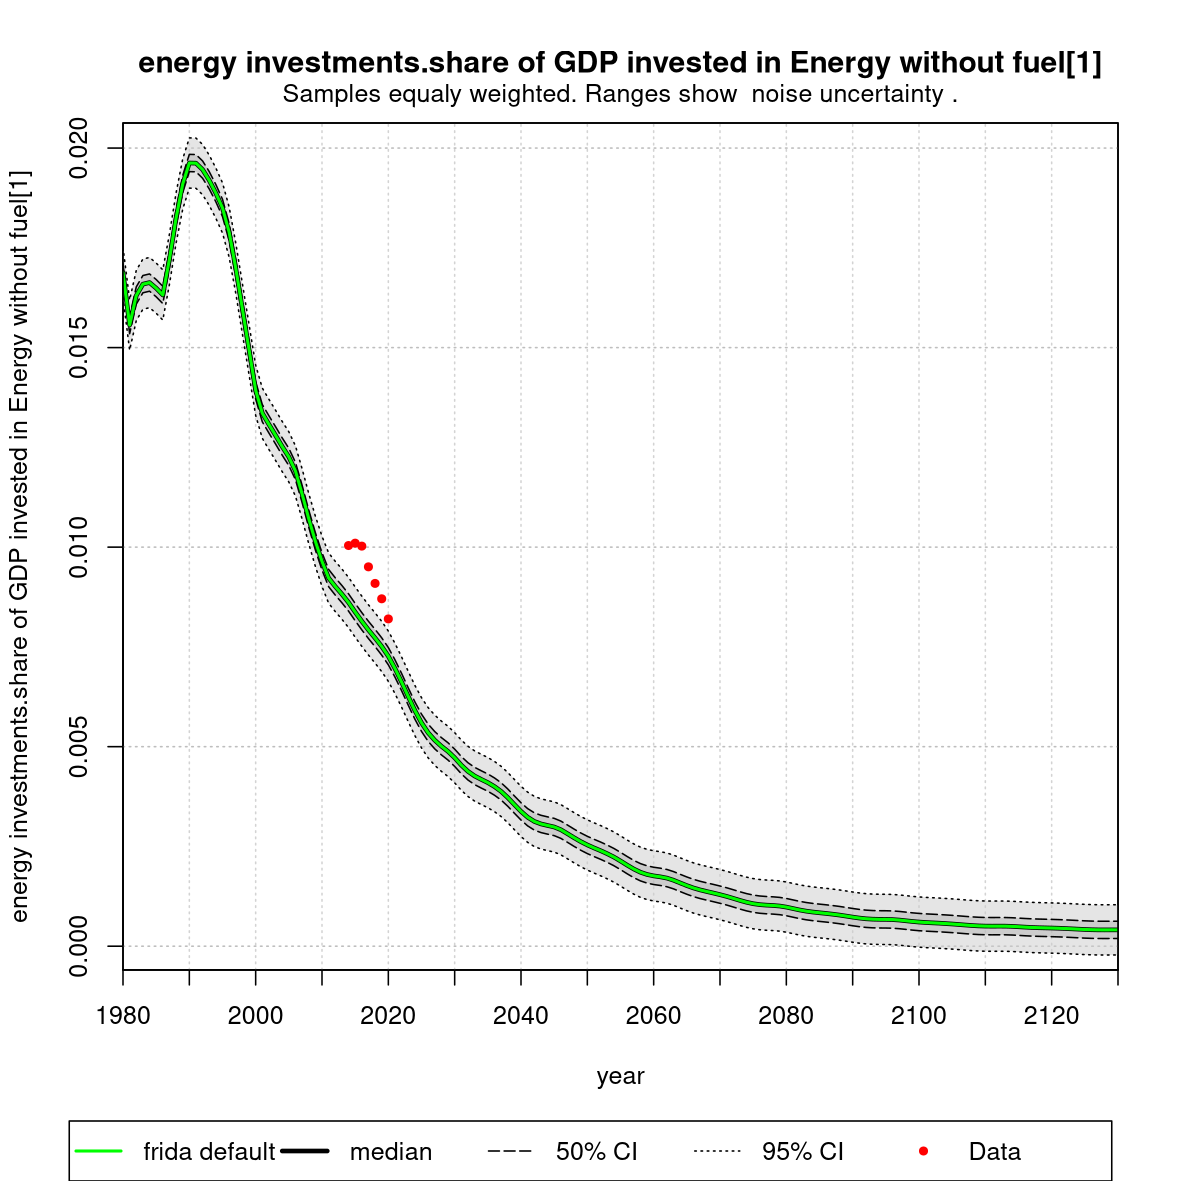 energy investments.share of GDP invested in Energy without fuel[1]
Samples equaly weighted. Ranges show  noise uncertainty .
energy investments.share of GDP invested in Energy without fuel[1]
0.020
0.015
0.010
0.005
0.000
1980 2000 2020 2040 2060 2080 2100 2120
year
frida default median 50% CI 95% CI Data